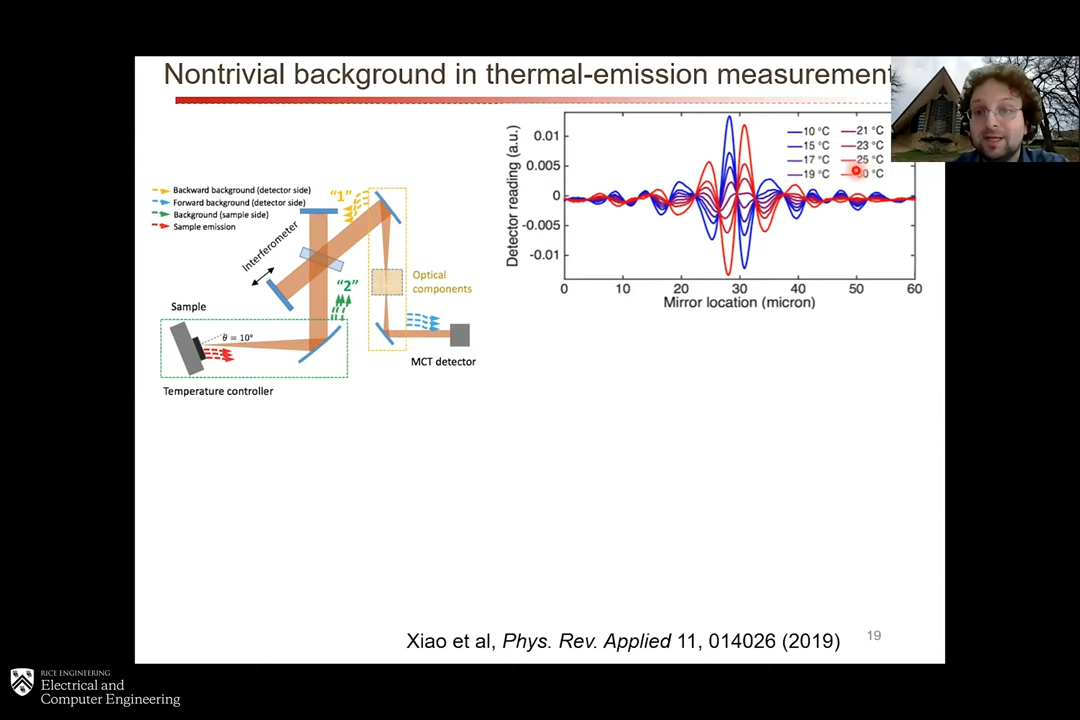 Nontrivial background in thermal-emission measurement
Backward background (detector side)
Forward background (detector side)
Background (sample side)
Sample emission
"1"
Interferometer
"2"
Optical
components
Sample
θ = 10°
MCT detector
Temperature controller
Detector reading (a.u.)
0.01
0.005
0
-0.005
-0.01
10 °C
15 °C
17 °C
19 °C
21 °C
23 °C
25 °C
0 10 20 30 40 50 60
Mirror location (micron)
Xiao et al, Phys. Rev. Applied 11, 014026 (2019)
19
RICE ENGINEERING
Electrical and
Computer Engineering